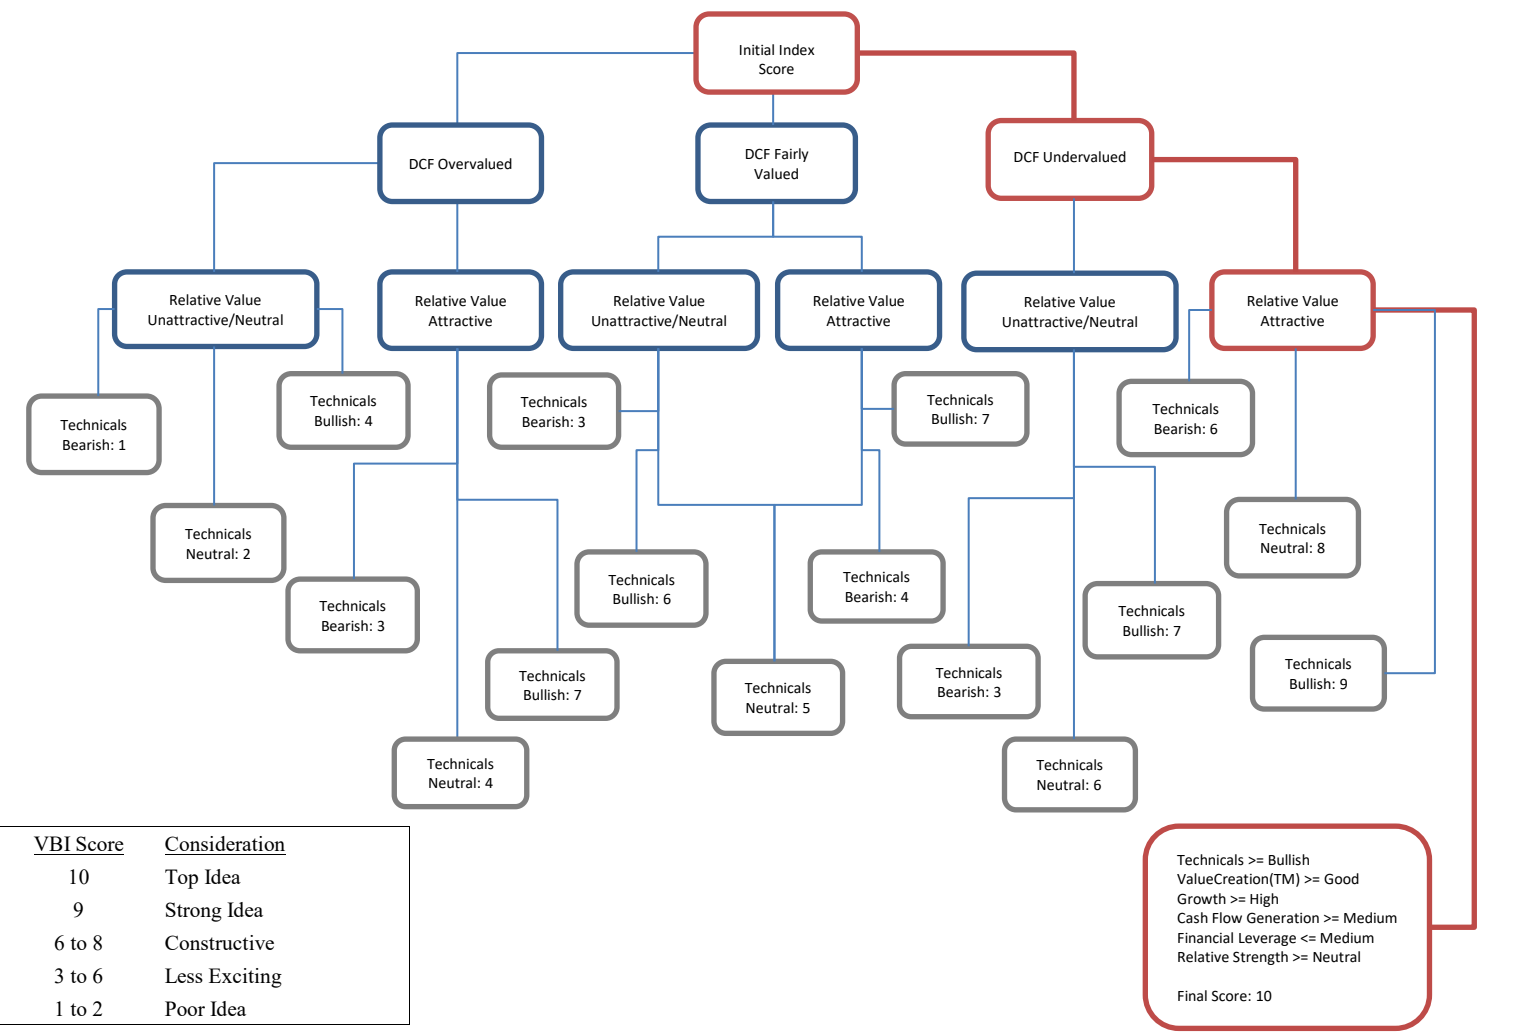 Initial Index
Score
DCF Overvalued
DCF Fairly
Valued
DCF Undervalued
Relative Value
Unattractive/Neutral
Relative Value
Attractive
Relative Value
Unattractive/Neutral
Relative Value
Attractive
Relative Value
Unattractive/Neutral
Relative Value
Attractive
Technicals
Bearish: 1
Technicals
Bullish: 4
Technicals
Neutral: 2
Technicals
Bearish: 3
Technicals
Bullish: 7
Technicals
Neutral: 4
Technicals
Bearish: 3
Technicals
Bullish: 6
Technicals
Neutral: 5
Technicals
Bullish: 7
Technicals
Bearish: 4
Technicals
Bearish: 3
Technicals
Bullish: 7
Technicals
Neutral: 6
Technicals
Bearish: 6
Technicals
Neutral: 8
Technicals
Bullish: 9
VBI Score Consideration
10 Top Idea
9 Strong Idea
6 to 8 Constructive
3 to 6 Less Exciting
1 to 2 Poor Idea
Technicals >= Bullish
ValueCreation(TM) >= Good
Growth >= High
Cash Flow Generation >= Medium
Financial Leverage <= Medium
Relative Strength >= Neutral
Final Score: 10